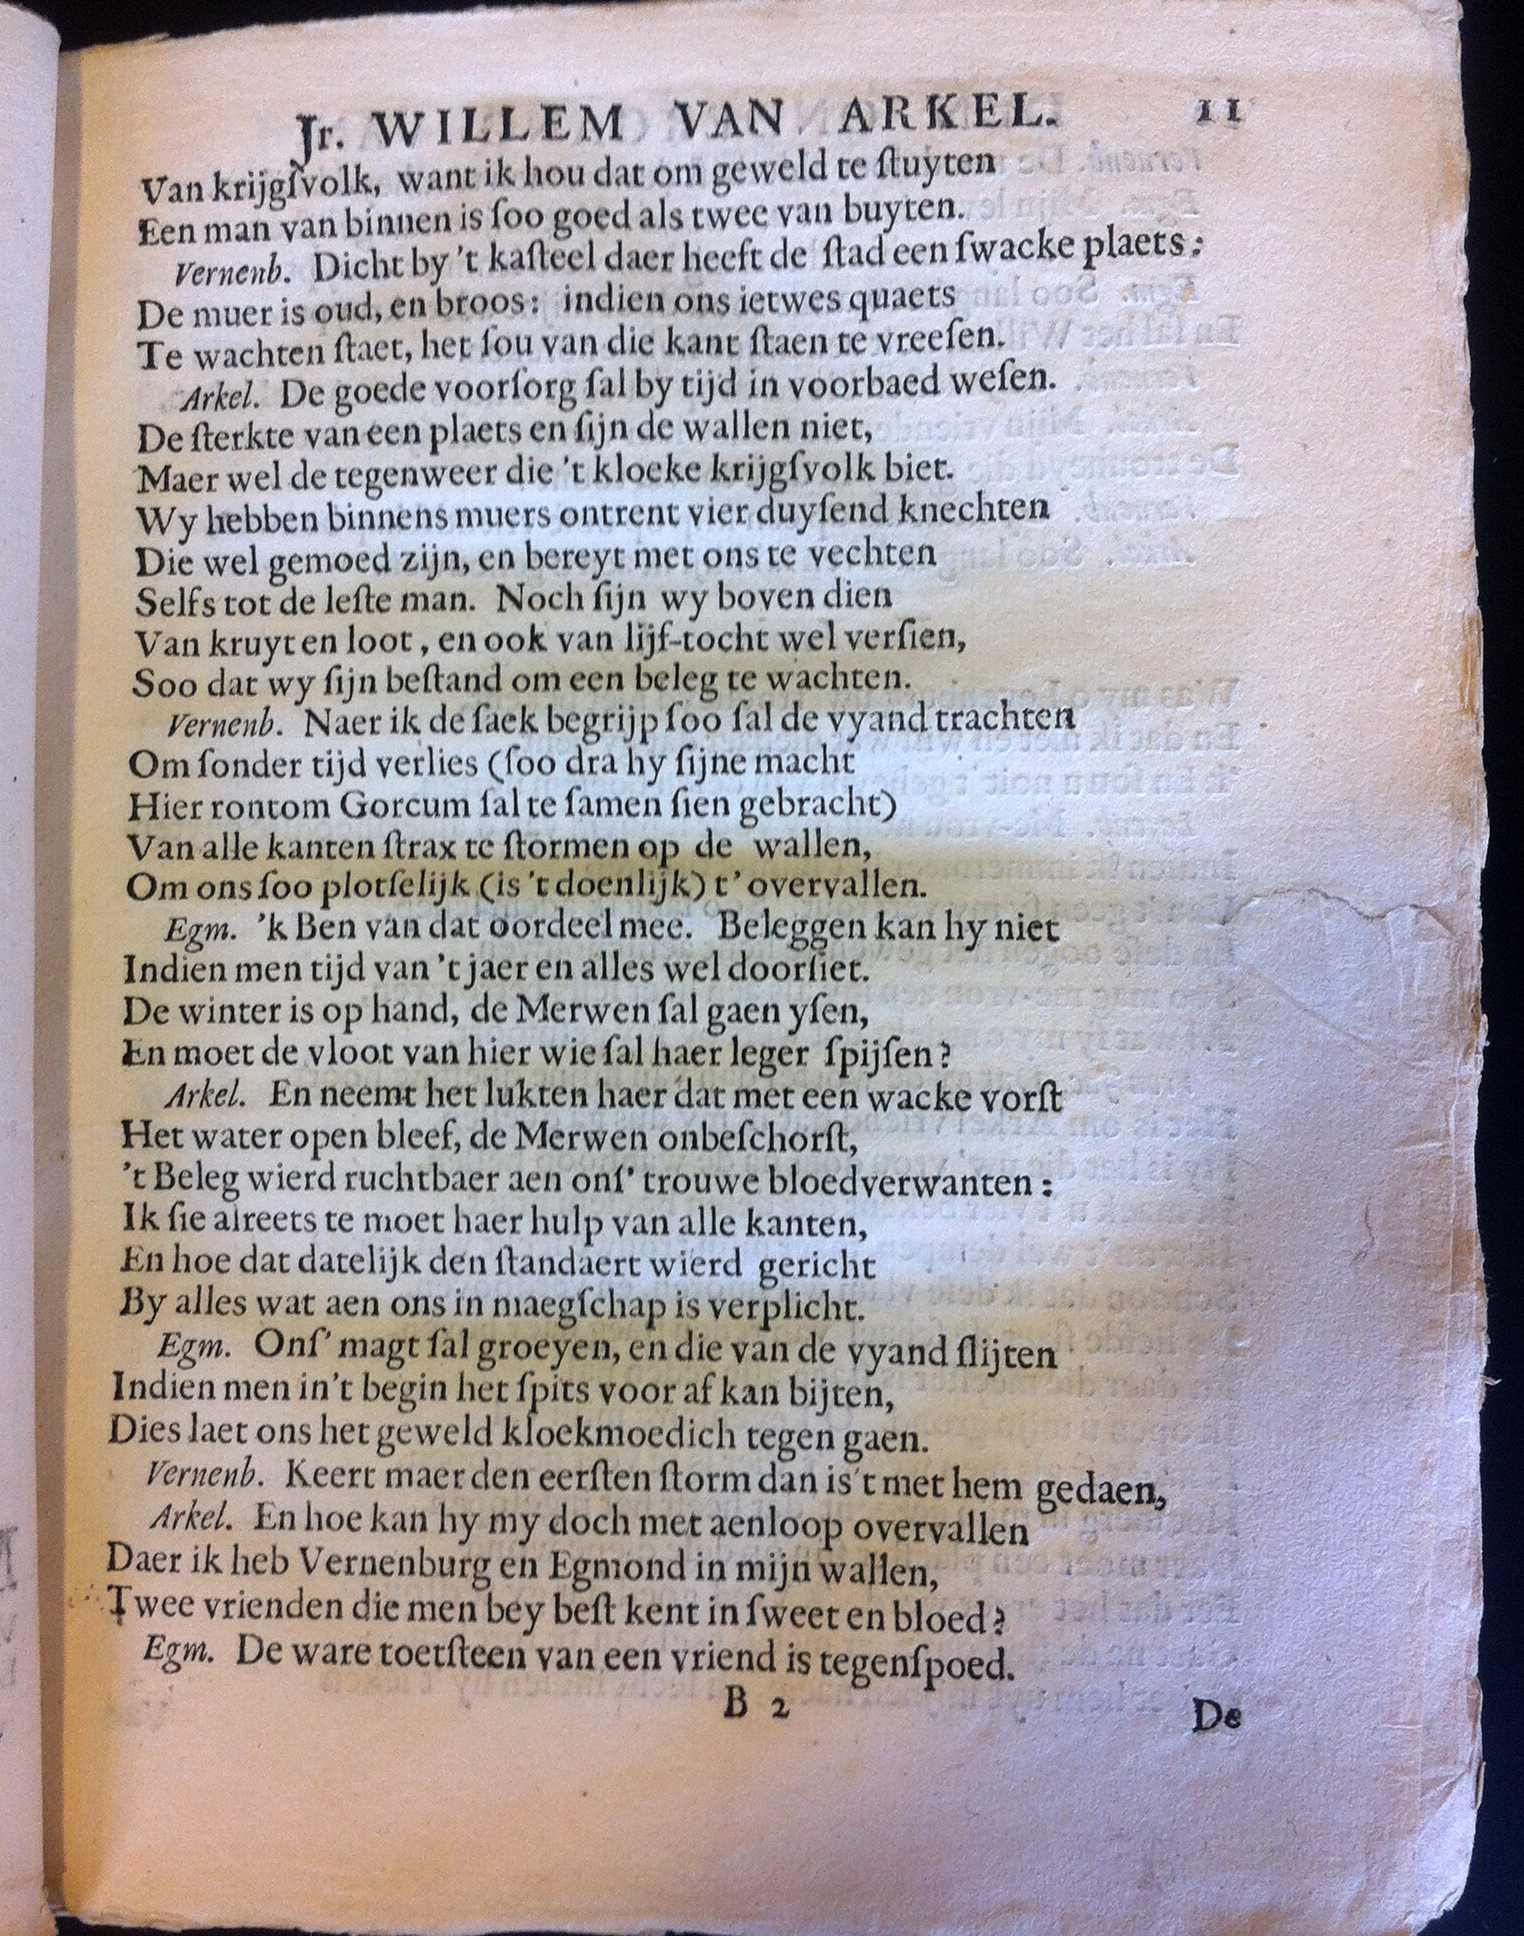 Jr. WILLEM VAN ARKEL. 11
Van krijgſvolk, want ik hou dat om geweld te ſtuyten
Een man van binnen is ſoo goed als twee van buyten.
Vernenb. Dicht by 't kaſteel daer heeft de ſtad een ſwacke plaets:
De muer is oud, en broos: indien ons ietwes quaets
Te wachten ſtaet, het ſou van die kant ſtaen te vreeſen.
Arkel. De goede voorſorg ſal by tijd in voorbaed weſen.
De ſterkte van een plaets en ſijn de wallen niet,
Maer wel de tegenweer die 't kloeke krijgſvolk biet.
Wy hebben binnens muers ontrent vier duyſend knechten
Die wel gemoed zijn, en bereyt met ons te vechten
Selfs tot de leſte man. Noch ſijn wy boven dien
Van kruyt en loot, en ook van lijf-tocht wel verſien,
Soo dat wy ſijn beſtand om een beleg te wachten.
Vernenb. Naer ik de ſaek begrijp ſoo ſal de vyand trachten
Om ſonder tijd verlies (ſoo dra hy ſijne macht
Hier rontom Gorcum ſal te ſamen ſien gebracht)
Van alle kanten ſtrax te ſtormen op de wallen,
Om ons ſoo plotſelijk (is 't doenlijk) t' overvallen.
Egm. 'k Ben van dat oordeel mee. Beleggen kan hy niet
Indien men tijd van 't jaer en alles wel doorſiet.
De winter is op hand, de Merwen ſal gaen yſen,
En moet de vloot van hier wie ſal haer leger ſpijſen?
Arkel. En neemt het lukten haer dat met een wacke vorſt
Het water open bleef, de Merwen onbeſchorſt,
't Beleg wierd ruchtbaer aen onſ' trouwe bloedverwanten:
Ik ſie alreets te moet haer hulp van alle kanten,
En hoe dat datelijk den ſtandaert wierd gericht
By alles wat aen ons in maegſchap is verplicht.
Egm. Onſ' magt ſal groeyen, en die van de vyand ſlijten
Indien men in't begin het ſpits voor af kan bijten,
Dies laet ons het geweld kloekmoedich tegen gaen.
Vernenb. Keert maer den eerſten ſtorm dan is't met hem gedaen,
Arkel. En hoe kan hy my doch met aenloop overvallen
Daer ik heb Vernenburg en Egmond in mijn wallen,
Twee vrienden die men bey beſt kent in ſweet en bloed?
Egm. De ware toetſteen van een vriend is tegenſpoed.
B 2 De